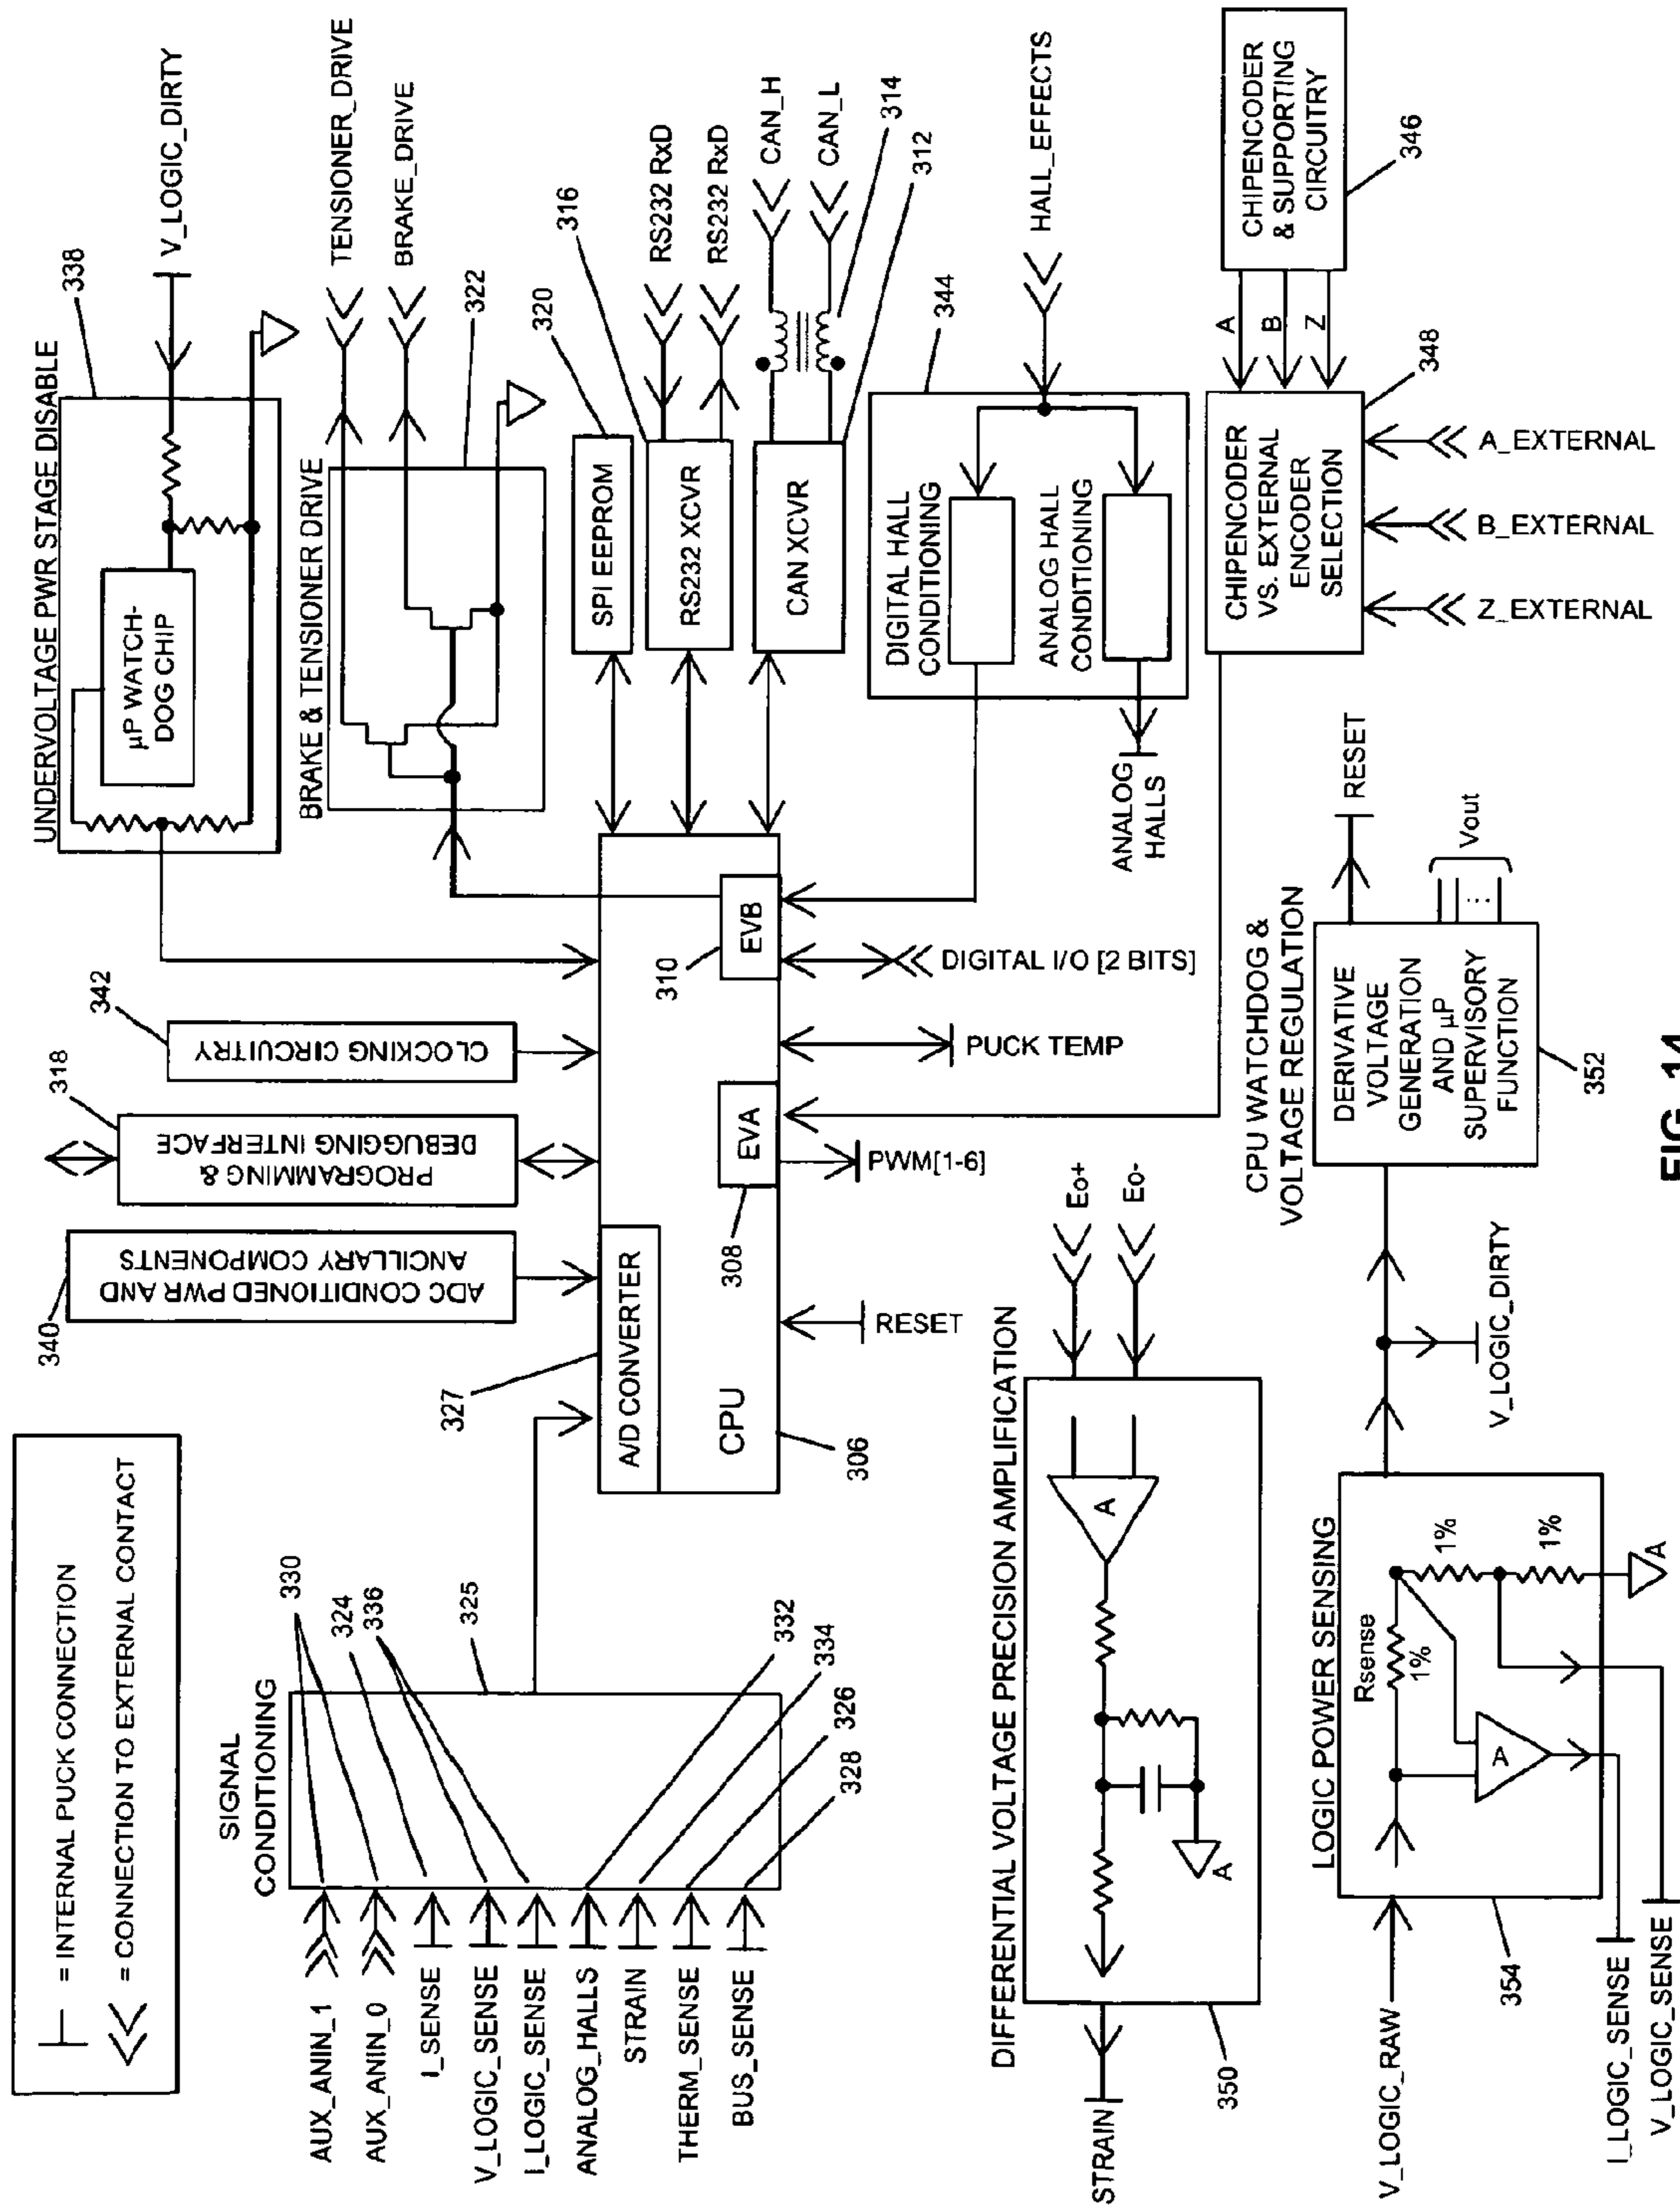 = INTERNAL PUCK CONNECTION
= CONNECTION TO EXTERNAL CONTACT
340
ADC CONDITIONED PWR AND
ANCILLARY COMPONENTS
318
PROGRAMMING &
DEBUGGING INTERFACE
342
CLOCKING CIRCUITRY
UNDERVOLTAGE PWR STAGE DISABLE
338
µP WATCH-
DOG CHIP
V_LOGIC_DIRTY
BRAKE & TENSIONER DRIVE
322
TENSIONER_DRIVE
BRAKE_DRIVE
SIGNAL
CONDITIONING
330
324
336
325
332
334
326
328
AUX_ANIN_1
AUX_ANIN_0
I_SENSE
V_LOGIC_SENSE
I_LOGIC_SENSE
ANALOG_HALLS
STRAIN
THERM_SENSE
BUS_SENSE
327
A/D CONVERTER
CPU
306
308
EVA
310
EVB
RESET
PWM[1-6]
PUCK TEMP
DIGITAL I/O [2 BITS]
320
SPI EEPROM
316
RS232 XCVR
RS232 RxD
RS232 RxD
CAN XCVR
CAN_H
CAN_L
314
312
344
DIGITAL HALL
CONDITIONING
ANALOG HALL
CONDITIONING
HALL_EFFECTS
ANALOG
HALLS
CHIPENCODER
VS. EXTERNAL
ENCODER
SELECTION
348
A
B
Z
CHIPENCODER
& SUPPORTING
CIRCUITRY
346
Z_EXTERNAL
B_EXTERNAL
A_EXTERNAL
DIFFERENTIAL VOLTAGE PRECISION AMPLIFICATION
STRAIN
350
A
A
Eo+
Eo-
LOGIC POWER SENSING
V_LOGIC_RAW
354
Rsense
1%
1%
1%
A
A
I_LOGIC_SENSE
V_LOGIC_SENSE
V_LOGIC_DIRTY
CPU WATCHDOG &
VOLTAGE REGULATION
DERIVATIVE
VOLTAGE
GENERATION
AND µP
SUPERVISORY
FUNCTION
352
RESET
Vout
...
FIG. 14